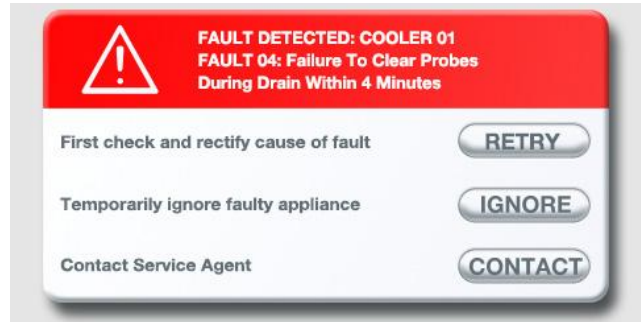 FAULT DETECTED: COOLER 01
FAULT 04: Failure To Clear Probes
During Drain Within 4 Minutes
First check and rectify cause of fault
RETRY
Temporarily ignore faulty appliance
IGNORE
Contact Service Agent
CONTACT